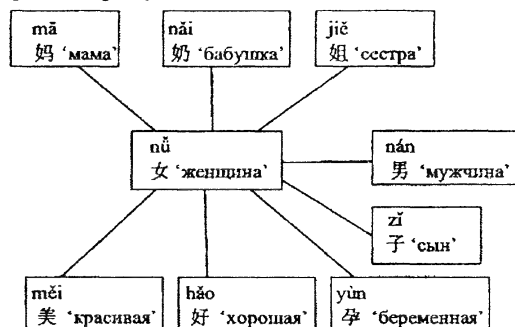 mā
妈 ‘мама’
nǎi
奶 ‘бабушка’
jiě
姐 ‘сестра’
nǚ
女 ‘женщина’
nán
男 ‘мужчина’
zǐ
子 ‘сын’
měi
美 ‘красивая’
hǎo
好 ‘хорошая’
yùn
孕 ‘беременная’